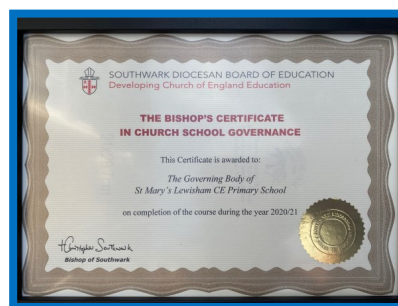 SOUTHWARK DIOCESAN BOARD OF EDUCATION
Developing Church of England Education
THE BISHOP'S CERTIFICATE
IN CHURCH SCHOOL GOVERNANCE
This Certificate is awarded to:
The Governing Body of
St Mary's Lewisham CE Primary School
on completion of the course during the year 2020/21
Christopher Southwark
Bishop of Southwark